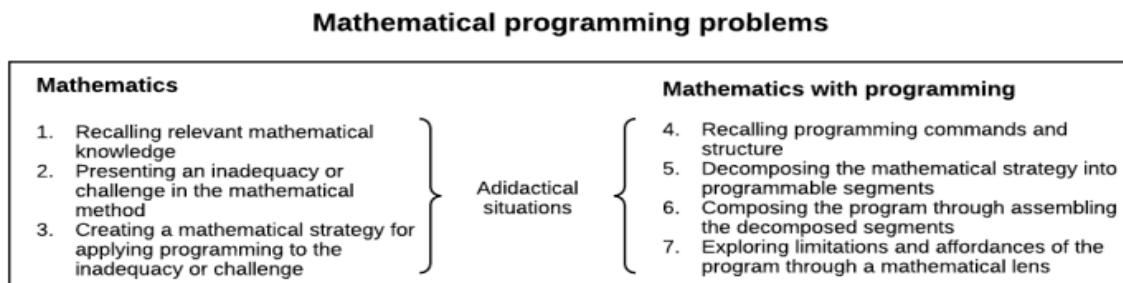 Mathematical programming problems
Mathematics
1. Recalling relevant mathematical
knowledge
2. Presenting an inadequacy or
challenge in the mathematical
method
3. Creating a mathematical strategy for
applying programming to the
inadequacy or challenge
Adidactical
situations
Mathematics with programming
4. Recalling programming commands and
structure
5. Decomposing the mathematical strategy into
programmable segments
6. Composing the program through assembling
the decomposed segments
7. Exploring limitations and affordances of the
program through a mathematical lens